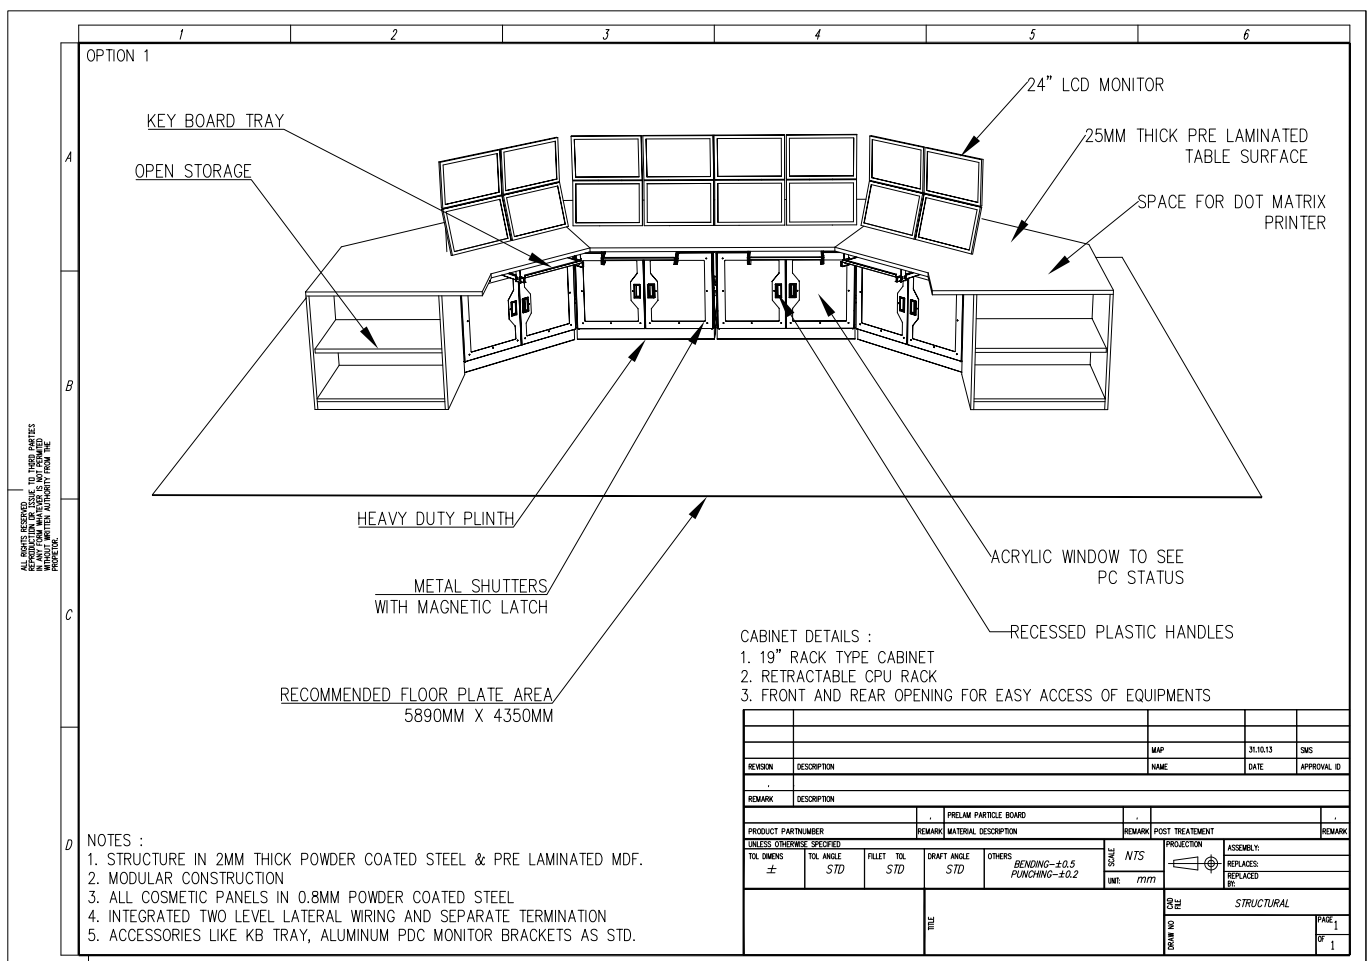 1 2 3 4 5 6
OPTION 1
24" LCD MONITOR
KEY BOARD TRAY
25MM THICK PRE LAMINATED
TABLE SURFACE
A
OPEN STORAGE
SPACE FOR DOT MATRIX
PRINTER
B
ALL RIGHTS RESERVED
REPRODUCTION OR ISSUE TO THIRD PARTIES
IN ANY FORM WHATEVER IS NOT PERMITED
WITHOUT WRITTEN AUTHORITY FROM THE
PROPIETOR.
HEAVY DUTY PLINTH
ACRYLIC WINDOW TO SEE
PC STATUS
METAL SHUTTERS
WITH MAGNETIC LATCH
C
RECESSED PLASTIC HANDLES
CABINET DETAILS :
1. 19" RACK TYPE CABINET
2. RETRACTABLE CPU RACK
3. FRONT AND REAR OPENING FOR EASY ACCESS OF EQUIPMENTS
RECOMMENDED FLOOR PLATE AREA
5890MM X 4350MM
MAP 31.10.13 SMS
REVISION DESCRIPTION NAME DATE APPROVAL ID
.
REMARK DESCRIPTION
. PRELAM PARTICLE BOARD . .
PRODUCT PARTNUMBER REMARK MATERIAL DESCRIPTION REMARK POST TREATEMENT REMARK
D
NOTES :
1. STRUCTURE IN 2MM THICK POWDER COATED STEEL & PRE LAMINATED MDF.
2. MODULAR CONSTRUCTION
3. ALL COSMETIC PANELS IN 0.8MM POWDER COATED STEEL
4. INTEGRATED TWO LEVEL LATERAL WIRING AND SEPARATE TERMINATION
5. ACCESSORIES LIKE KB TRAY, ALUMINUM PDC MONITOR BRACKETS AS STD.
UNLESS OTHERWISE SPECIFIED
TOL DIMENS TOL ANGLE FILLET TOL DRAFT ANGLE OTHERS
± STD STD STD BENDING-±0.5
PUNCHING-±0.2
SCALE NTS
UNIT: mm
PROJECTION
ASSEMBLY:
REPLACES:
REPLACED
BY:
TITLE
CAD
FILE STRUCTURAL
DRAW NO
PAGE 1
OF 1